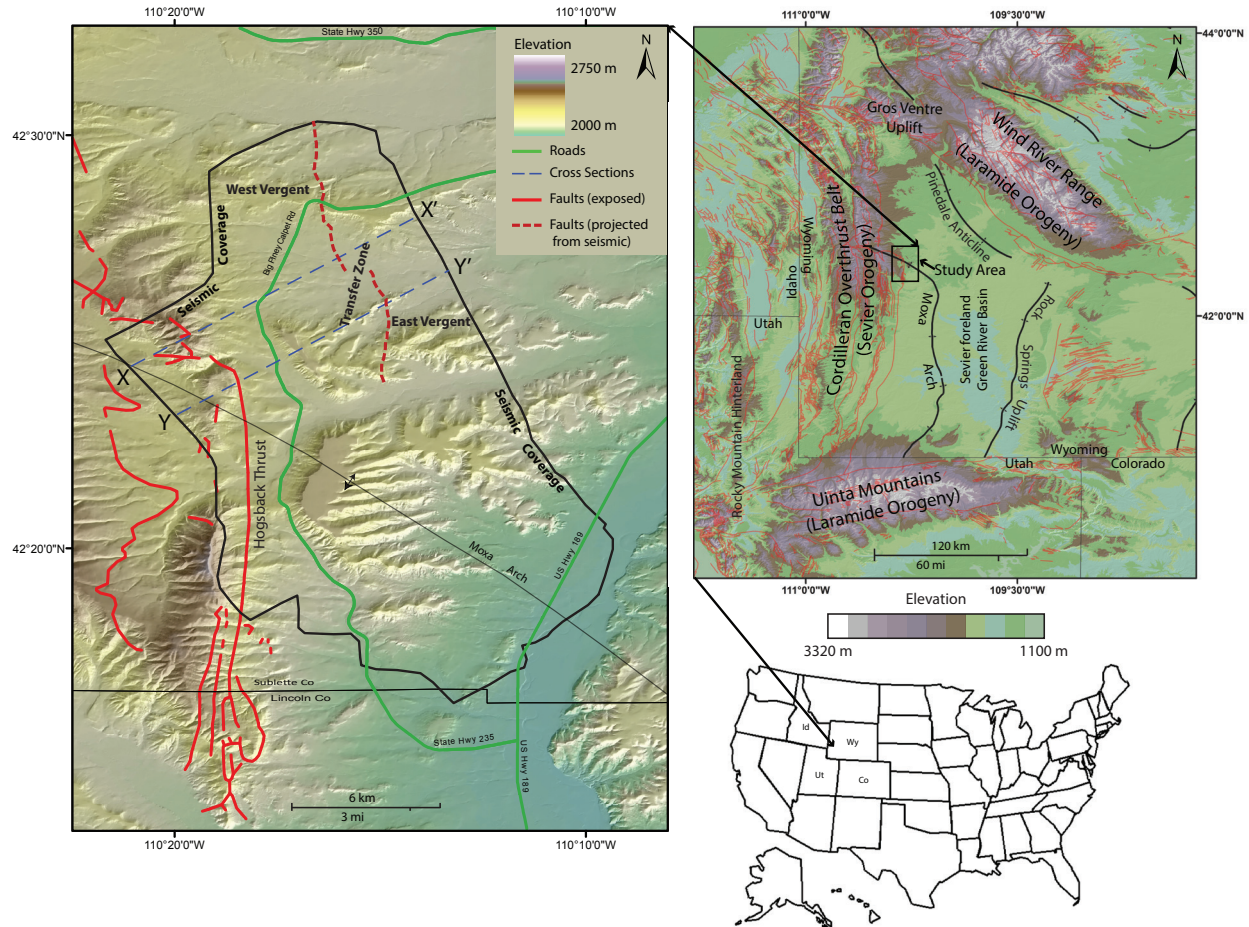 110°20'0"W
110°10'0"W
State Hwy 350
Elevation
2750 m
2000 m
N
Roads
Cross Sections
Faults (exposed)
Faults (projected
from seismic)
42°30'0"N
42°20'0"N
West Vergent
Big Piney Calpet Rd
X'
Y'
Coverage
Seismic
Transfer Zone
East Vergent
X
Y
Seismic
Coverage
Hogsback Thrust
Moxa
Arch
US Hwy 189
Sublette Co
Lincoln Co
State Hwy 235
US Hwy 189
6 km
3 mi
110°20'0"W
110°10'0"W
111°0'0"W
109°30'0"W
44°0'0"N
42°0'0"N
N
Gros Ventre
Uplift
Wind River Range
(Laramide Orogeny)
Pinedale Anticline
Cordilleran Overthrust Belt
(Sevier Orogeny)
Wyoming
Idaho
Utah
Study Area
Moxa
Arch
Sevier foreland
Green River Basin
Rock
Springs
Uplift
Rocky Mountain Hinterland
Wyoming
Utah
Colorado
Uinta Mountains
(Laramide Orogeny)
120 km
60 mi
111°0'0"W
109°30'0"W
Elevation
3320 m
1100 m
Id
Wy
Ut
Co